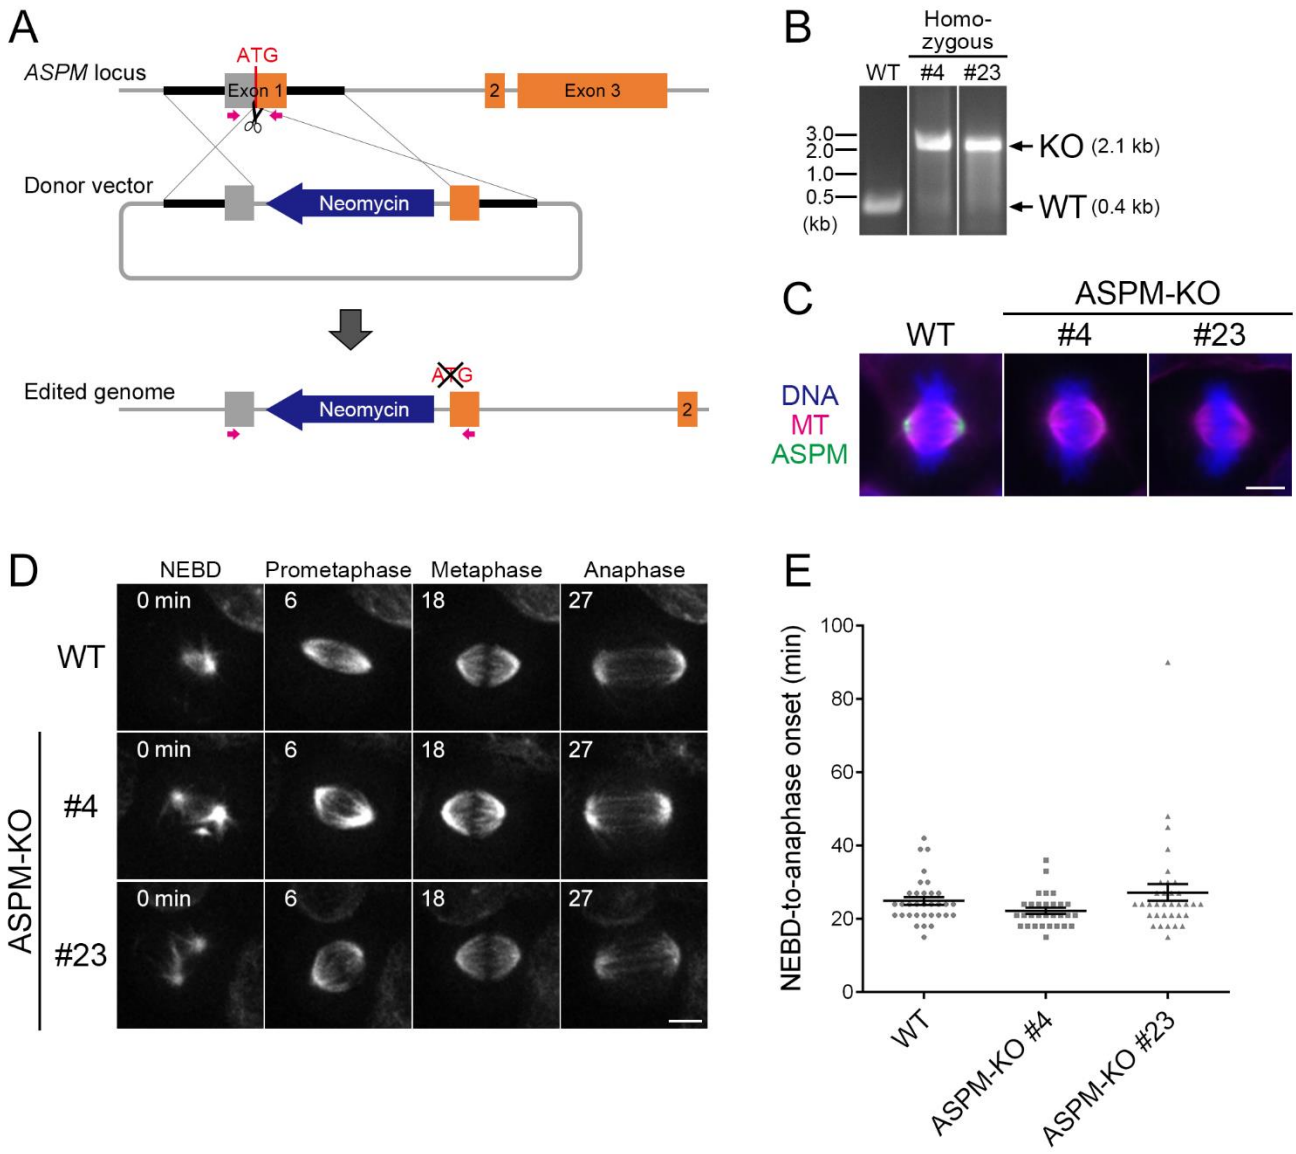 A
ATG
ASPM locus
Exon 1
2
Exon 3
Donor vector
Neomycin
ATG
Edited genome
Neomycin
2
B
Homo-
zygous
WT #4 #23
3.0
2.0
1.0
0.5
(kb)
KO (2.1 kb)
WT (0.4 kb)
C
ASPM-KO
WT #4 #23
DNA
MT
ASPM
D
NEBD Prometaphase Metaphase Anaphase
WT
0 min 6 18 27
ASPM-KO
#4
0 min 6 18 27
#23
0 min 6 18 27
E
NEBD-to-anaphase onset (min)
100
80
60
40
20
0
WT
ASPM-KO #4
ASPM-KO #23